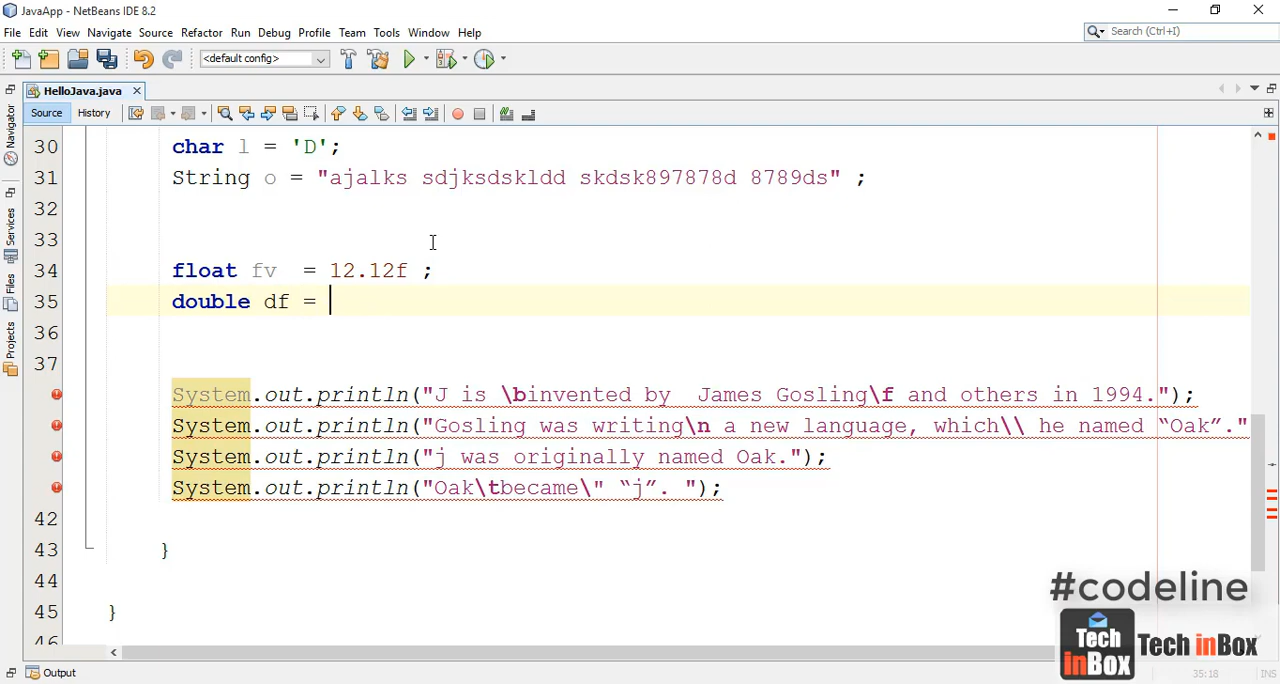 JavaApp - NetBeans IDE 8.2
File Edit View Navigate Source Refactor Run Debug Profile Team Tools Window Help
Search (Ctrl+I)
<default config>
HelloJava.java
Source History
Navigator
Services
Files
Projects
30 char l = 'D';
31 String o = "ajalks sdjksdskldd skdsk897878d 8789ds" ;
32
33
34 float fv = 12.12f ;
35 double df =
36
37
System.out.println("J is \binvented by James Gosling\f and others in 1994.");
System.out.println("Gosling was writing\n a new language, which\\ he named “Oak”."
System.out.println("j was originally named Oak.");
System.out.println("Oak\tbecame\" “j”. ");
42
43 }
44
45 }
46
#codeline
Tech inBox Tech inBox
Output
35:18 INS